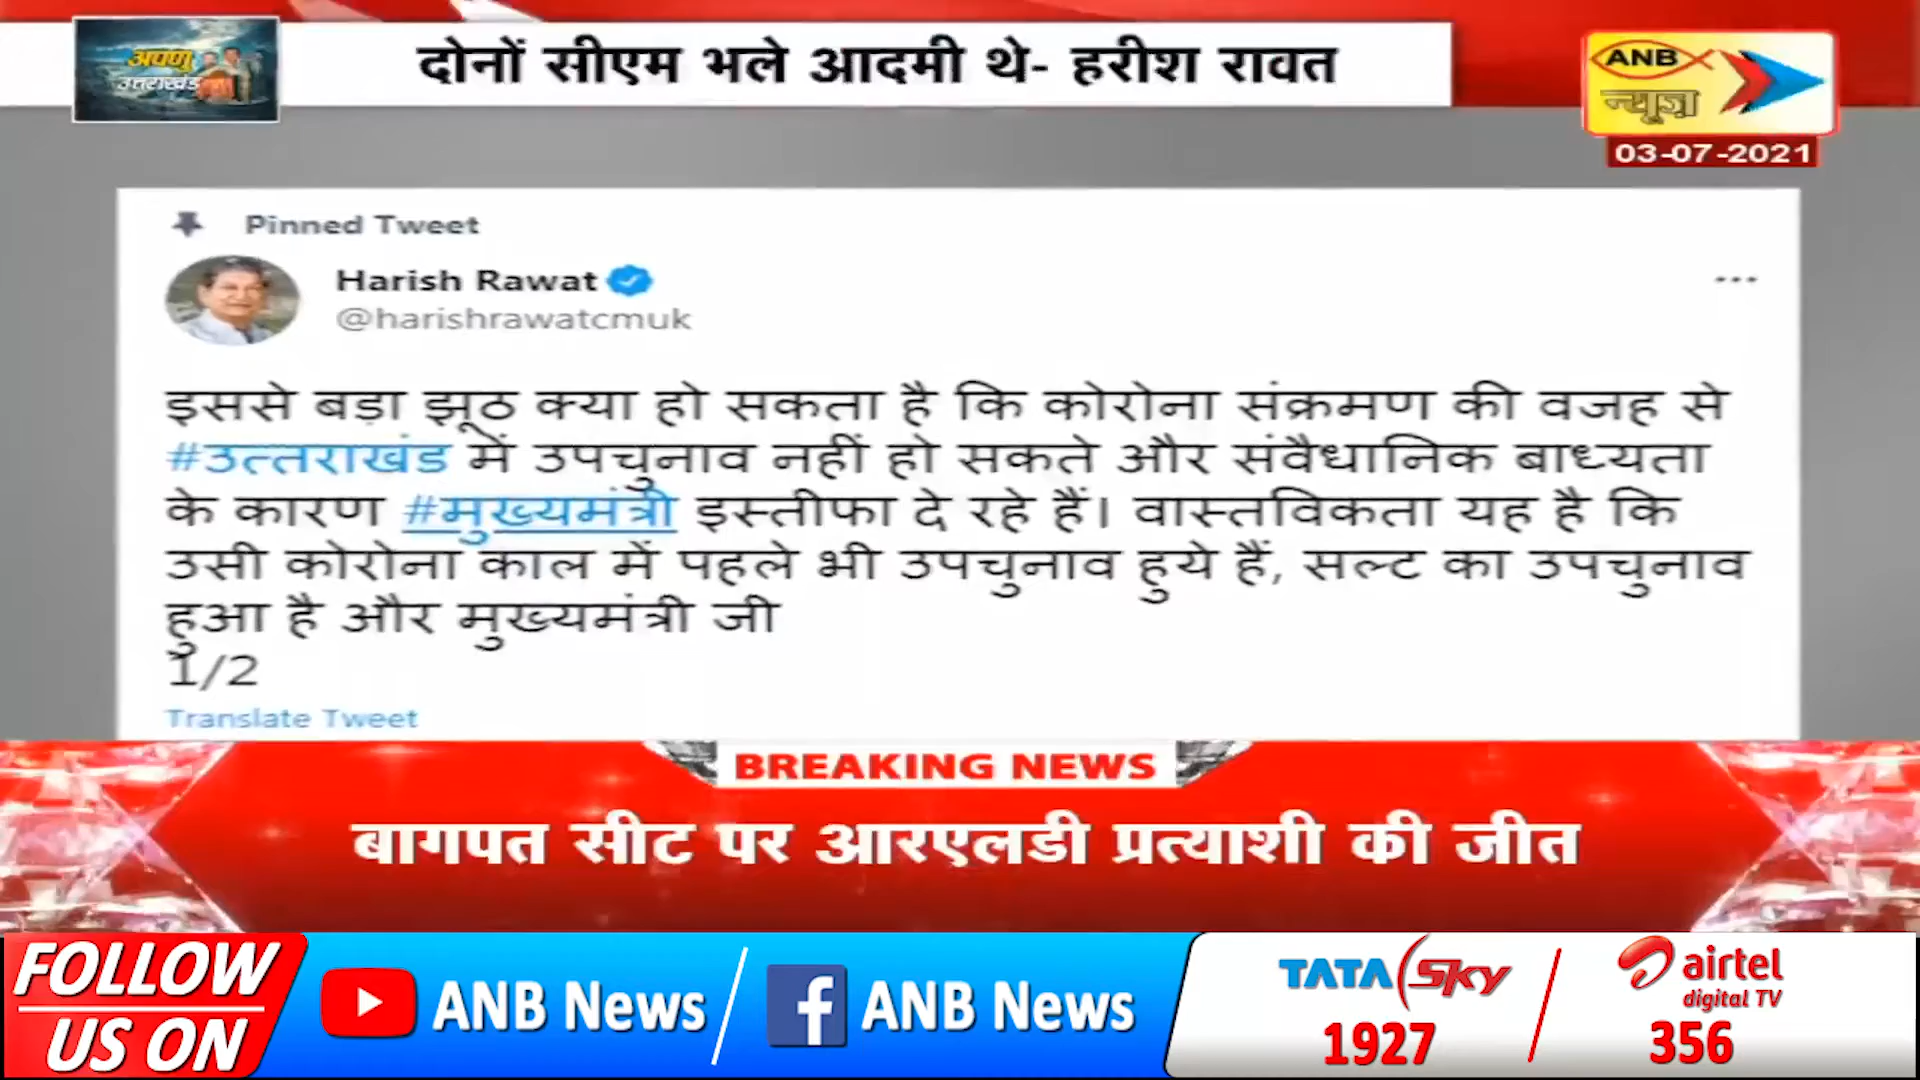 अपणु
उत्तराखंड
दोनों सीएम भले आदमी थे- हरीश रावत
ANB
न्यूज़
03-07-2021
Pinned Tweet
Harish Rawat
@harishrawatcmuk
इससे बड़ा झूठ क्या हो सकता है कि कोरोना संक्रमण की वजह से
#उत्तराखंड में उपचुनाव नहीं हो सकते और संवैधानिक बाध्यता
के कारण #मुख्यमंत्री इस्तीफा दे रहे हैं। वास्तविकता यह है कि
उसी कोरोना काल में पहले भी उपचुनाव हुये हैं, सल्ट का उपचुनाव
हुआ है और मुख्यमंत्री जी
1/2
Translate Tweet
BREAKING NEWS
बागपत सीट पर आरएलडी प्रत्याशी की जीत
FOLLOW
US ON
ANB News
ANB News
TATA Sky
1927
airtel
digital TV
356